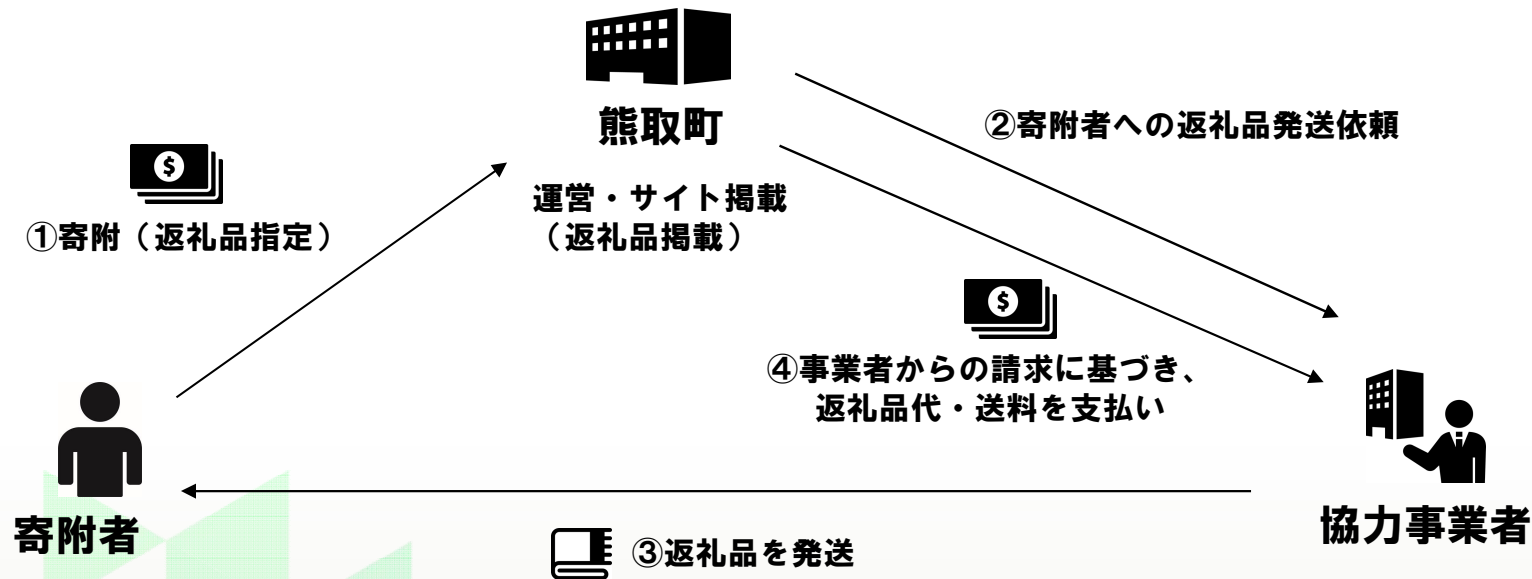 熊取町
運営・サイト掲載
（返礼品掲載）
①寄附（返礼品指定）
②寄附者への返礼品発送依頼
④事業者からの請求に基づき、
返礼品代・送料を支払い
寄附者
③返礼品を発送
協力事業者